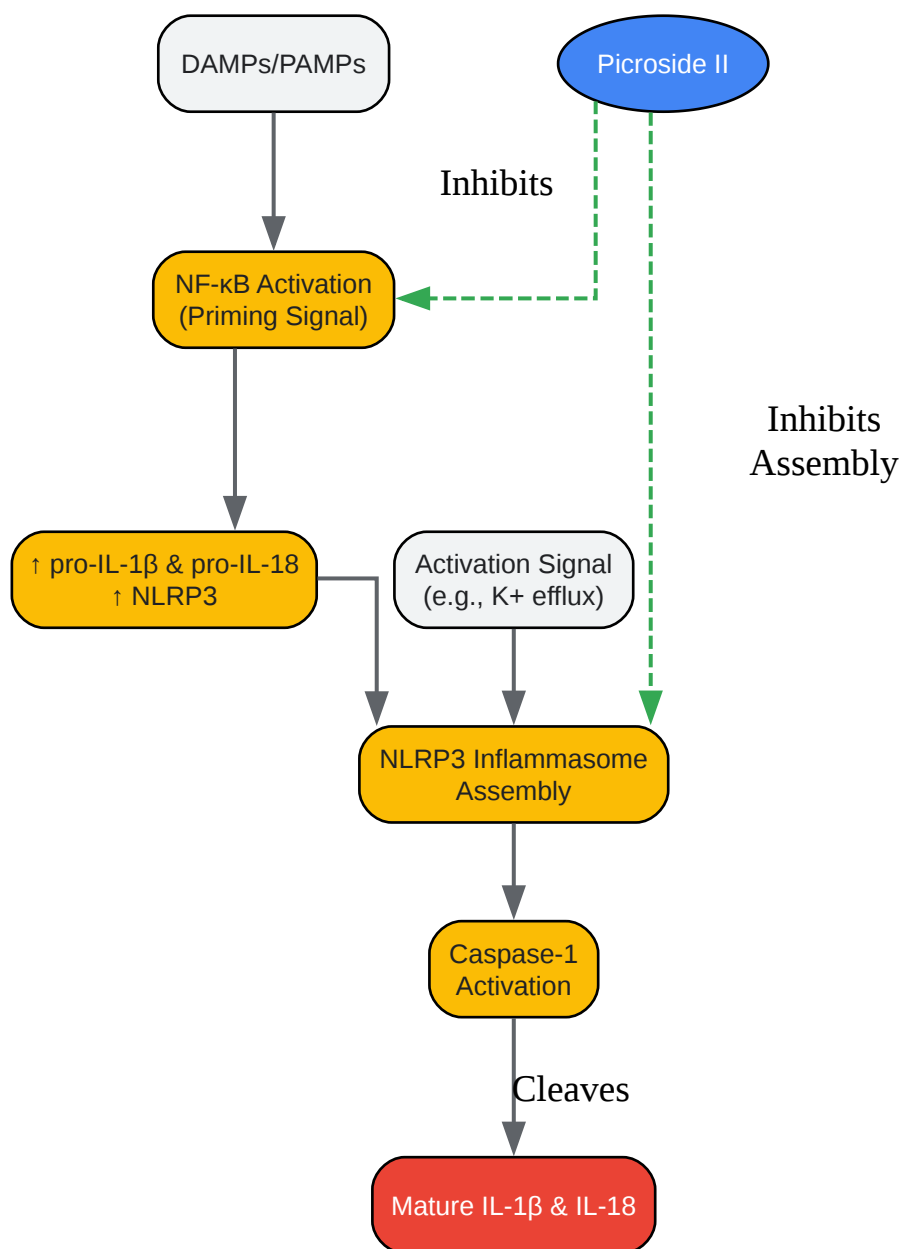 DAMPs/PAMPs
Picroside II
Inhibits
NF-κB Activation
(Priming Signal)
Inhibits
Assembly
↑ pro-IL-1β & pro-IL-18
↑ NLRP3
Activation Signal
(e.g., K+ efflux)
NLRP3 Inflammasome
Assembly
Caspase-1
Activation
Cleaves
Mature IL-1β & IL-18